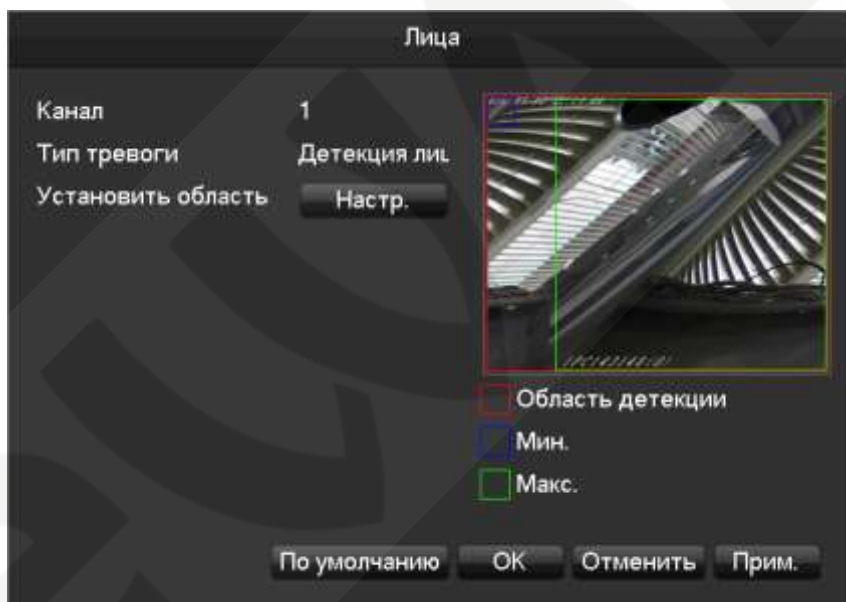 Лица
Канал 1
Тип тревоги Детекция лиц
Установить область Настр.
Область детекции
Мин.
Макс.
По умолчанию OK Отменить Прим.